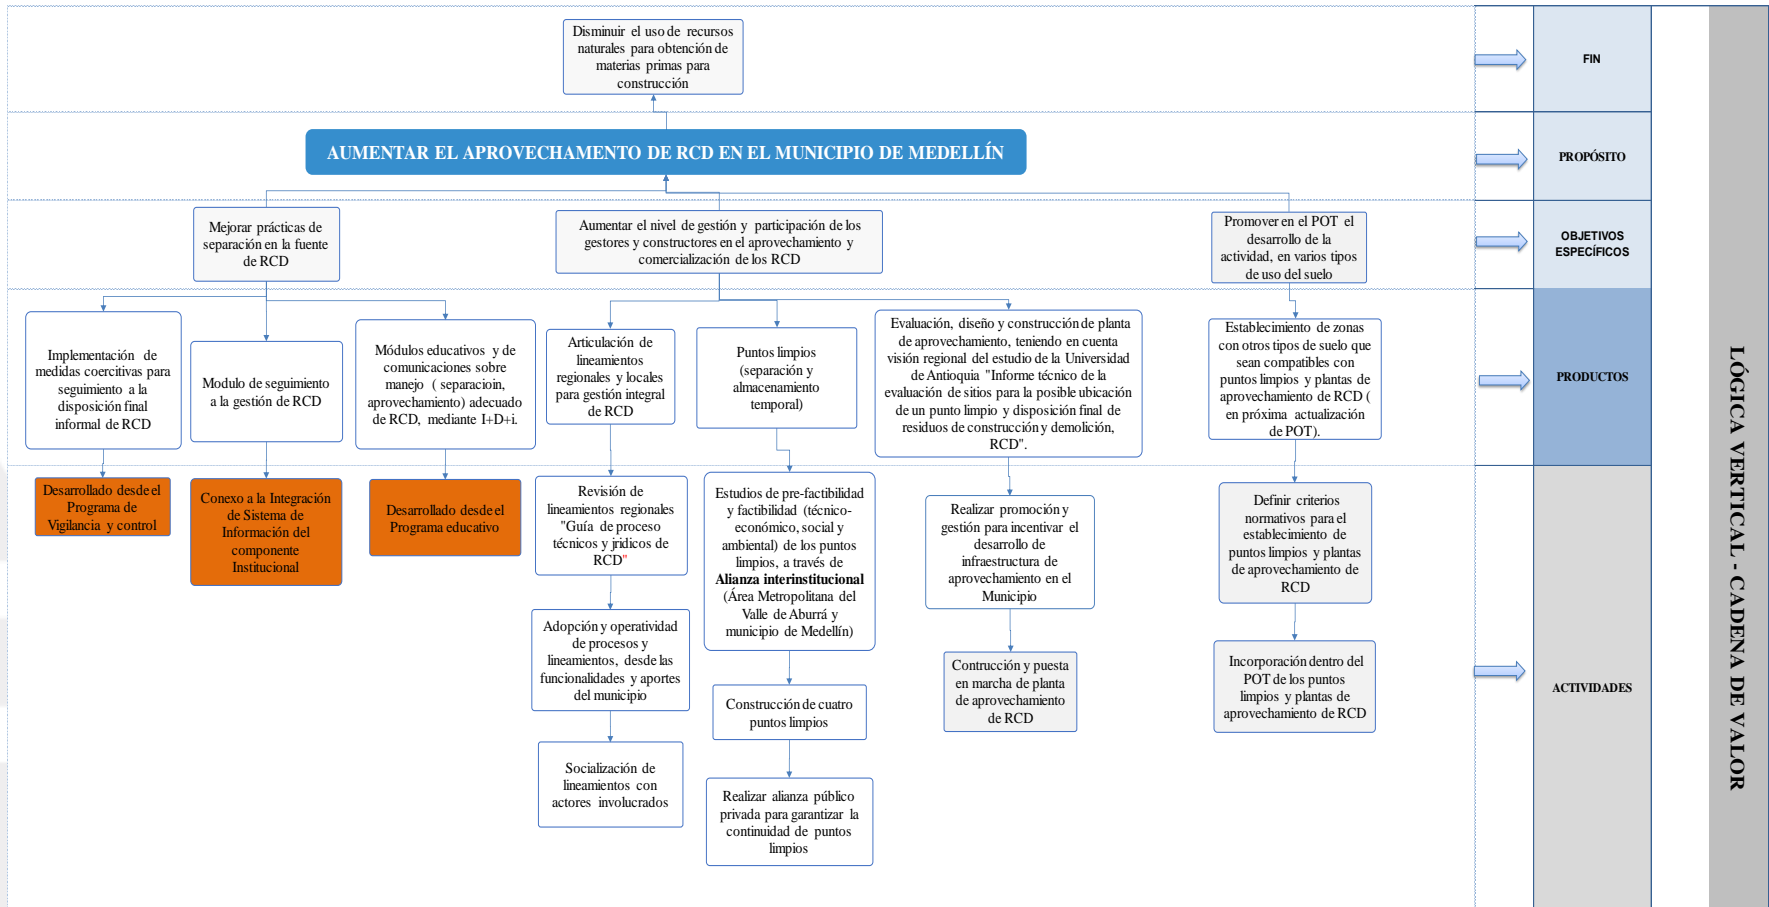 Disminuir el uso de recursos
naturales para obtención de
materias primas para
construcción
FIN
AUMENTAR EL APROVECHAMENTO DE RCD EN EL MUNICIPIO DE MEDELLÍN
PROPÓSITO
Mejorar prácticas de
separación en la fuente
de RCD
Aumentar el nivel de gestión y participación de los
gestores y constructores en el aprovechamiento y
comercialización de los RCD
Promover en el POT el
desarrollo de la
actividad, en varios tipos
de uso del suelo
OBJETIVOS
ESPECÍFICOS
Implementación de
medidas coercitivas para
seguimiento a la
disposición final
informal de RCD
Modulo de seguimiento
a la gestión de RCD
Módulos educativos y de
comunicaciones sobre
manejo ( separacioin,
aprovechamiento) adecuado
de RCD, mediante I+D+i.
Articulación de
lineamientos
regionales y locales
para gestión integral
de RCD
Puntos limpios
(separación y
almacenamiento
temporal)
Evaluación, diseño y construcción de planta
de aprovechamiento, teniendo en cuenta
visión regional del estudio de la Universidad
de Antioquia "Informe técnico de la
evaluación de sitios para la posible ubicación
de un punto limpio y disposición final de
residuos de construcción y demolición,
RCD".
Establecimiento de zonas
con otros tipos de suelo que
sean compatibles con
puntos limpios y plantas de
aprovechamiento de RCD (
en próxima actualización
de POT).
PRODUCTOS
Desarrollado desde el
Programa de
Vigilancia y control
Conexo a la Integración
de Sistema de
Información del
componente
Institucional
Desarrollado desde el
Programa educativo
Revisión de
lineamientos regionales
"Guía de proceso
técnicos y jridicos de
RCD"
Adopción y operatividad
de procesos y
lineamientos, desde las
funcionalidades y aportes
del municipio
Socialización de
lineamientos con
actores involucrados
Estudios de pre-factibilidad
y factibilidad (técnico-
económico, social y
ambiental) de los puntos
limpios, a través de
Alianza interinstitucional
(Área Metropolitana del
Valle de Aburrá y
municipio de Medellín)
Construcción de cuatro
puntos limpios
Realizar alianza público
privada para garantizar la
continuidad de puntos
limpios
Realizar promoción y
gestión para incentivar el
desarrollo de
infraestructura de
aprovechamiento en el
Municipio
Contrucción y puesta
en marcha de planta
de aprovechamiento
de RCD
Definir criterios
normativos para el
establecimiento de
puntos limpios y plantas
de aprovechamiento de
RCD
Incorporación dentro del
POT de los puntos
limpios y plantas de
aprovechamiento de RCD
ACTIVIDADES
LÓGICA VERTICAL - CADENA DE VALOR